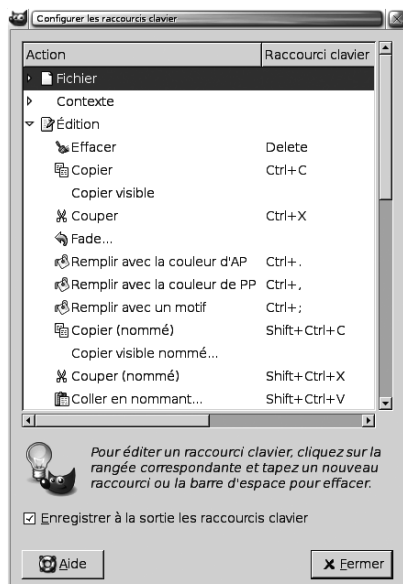 Configurer les raccourcis clavier
Action Raccourci clavier
Fichier
Contexte
Édition
Effacer Delete
Copier Ctrl+C
Copier visible
Couper Ctrl+X
Fade...
Remplir avec la couleur d'AP Ctrl+.
Remplir avec la couleur de PP Ctrl+,
Remplir avec un motif Ctrl+;
Copier (nommé) Shift+Ctrl+C
Copier visible nommé...
Couper (nommé) Shift+Ctrl+X
Coller en nommant... Shift+Ctrl+V
Pour éditer un raccourci clavier, cliquez sur la
rangée correspondante et tapez un nouveau
raccourci ou la barre d'espace pour effacer.
Enregistrer à la sortie les raccourcis clavier
Aide Fermer